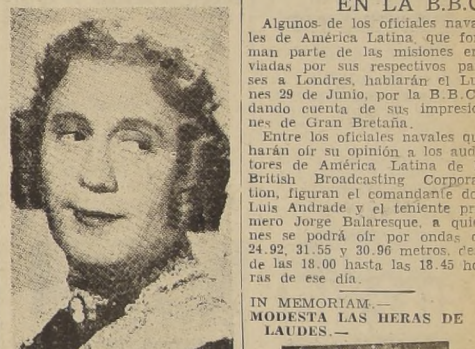 EN LA B.B.C
Algunos de los oficiales nava
les de América Latina que for
man parte de las misiones en
viadas por sus respectivos pa
ses a Londres, hablarán el Lu
nes 29 de Junio, por la B.B.C
dando cuenta de sus impresio
nes de Gran Bretaña.
Entre los oficiales navales qu
harán oír su opinión a los aud
tores de América Latina de
British Broadcasting Corpora
tion, figuran el comandante do
Luis Andrade y el teniente pr
mero Jorge Balaresque, a quie
nes se podrá oír por ondas
24.92, 31.55 y 30.96 metros, des
de las 18.00 hasta las 18.45 ho
ras de ese día.
IN MEMORIAM.—
MODESTA LAS HERAS DE
LAUDES.—